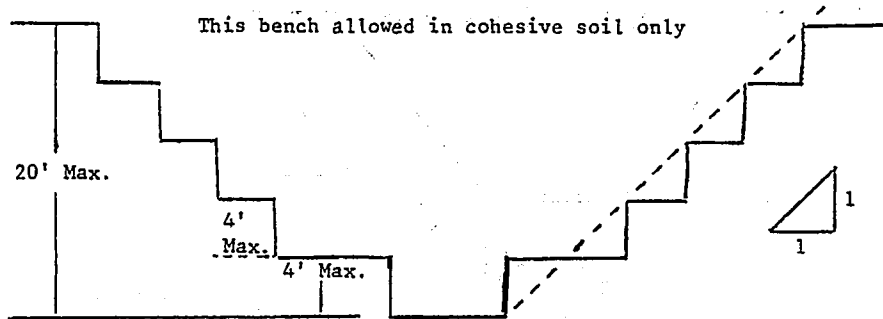 This bench allowed in cohesive soil only
20' Max.
4'
Max.
4' Max.
1
1